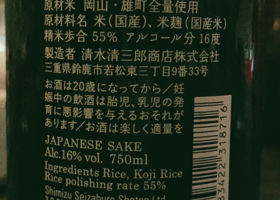 原材米 岡山・雄町全量使用
原材料名 米(国産)、米麹(国産米)
精米歩合 55% アルコール分 16度
製造者 清水清三郎商店株式会社
三重県鈴鹿市若松東三丁目9番33号
お酒は20歳になってから/妊
娠中の飲酒は胎児、乳児の発
育に悪影響を与えるおそれが
あります/お酒は楽しく適量を
JAPANESE SAKE
Alc.16% vol. 750ml
Ingredients Rice, Koji Rice
Rice polishing rate 55%
Shimizu Seizaburo Shoten Ltd
3422318716